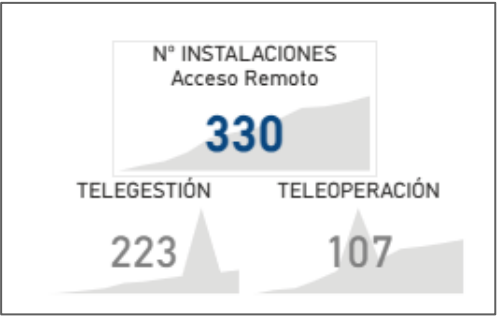 Nº INSTALACIONES
Acceso Remoto
330
TELEGESTIÓN
223
TELEOPERACIÓN
107